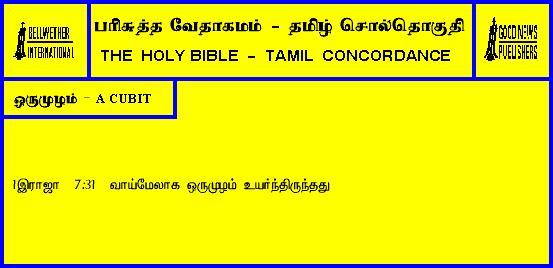 BELLWETHER
INTERNATIONAL
பரிசுத்த வேதாகமம் - தமிழ் சொல்தொகுதி
THE HOLY BIBLE - TAMIL CONCORDANCE
GOOD NEWS
PUBLISHERS
ஒருமுழம் - A CUBIT
1இராஜா 7:31 வாய்மேலாக ஒருமுழம் உயர்ந்திருந்தது